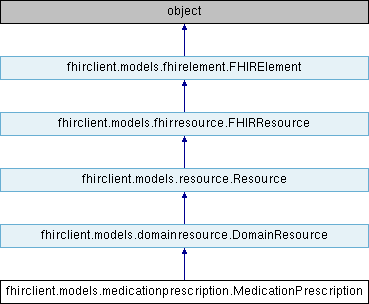 object
fhirclient.models.fhirelement.FHIRElement
fhirclient.models.fhirresource.FHIRResource
fhirclient.models.resource.Resource
fhirclient.models.domainresource.DomainResource
fhirclient.models.medicationprescription.MedicationPrescription